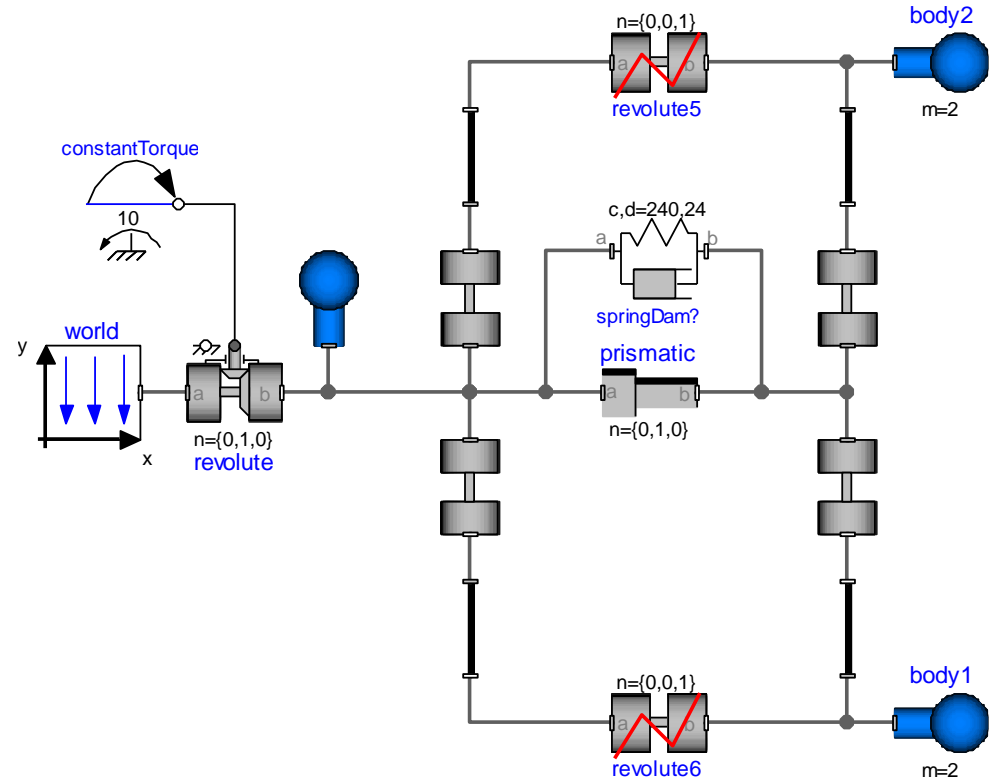 n={0,0,1}
body2
a
b
revolute5
m=2
constantTorque
10
c,d=240,24
a
b
springDam?
world
y
prismatic
a
b
a
b
n={0,1,0}
n={0,1,0}
x
revolute
n={0,0,1}
body1
a
b
revolute6
m=2